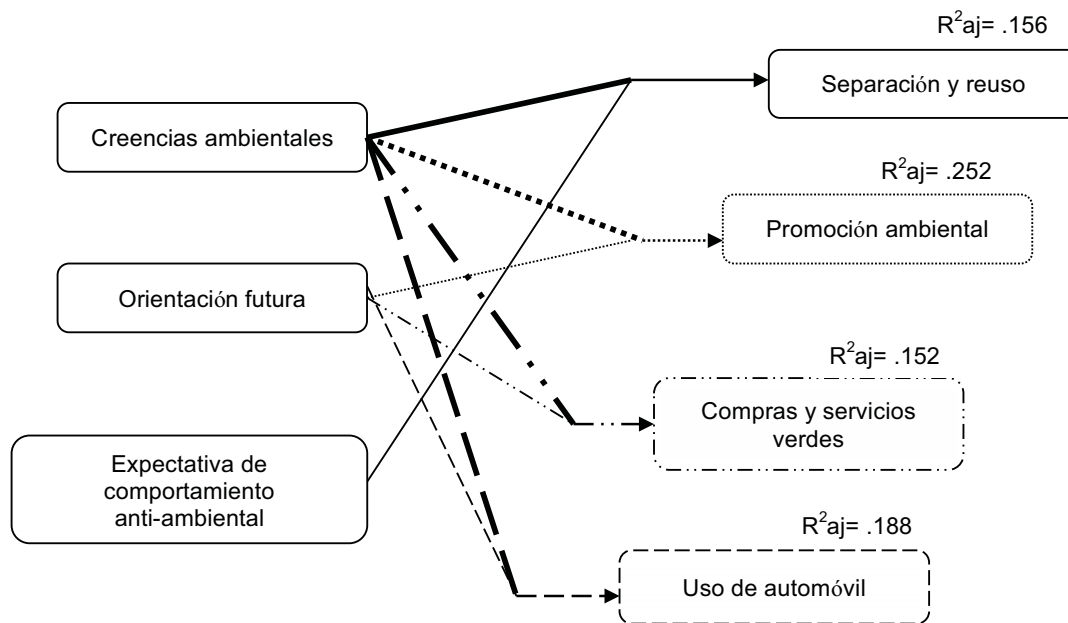 R²aj= .156
Separación y reuso
Creencias ambientales
R²aj= .252
Promoción ambiental
Orientación futura
R²aj= .152
Compras y servicios
verdes
Expectativa de
comportamiento
anti-ambiental
R²aj= .188
Uso de automóvil